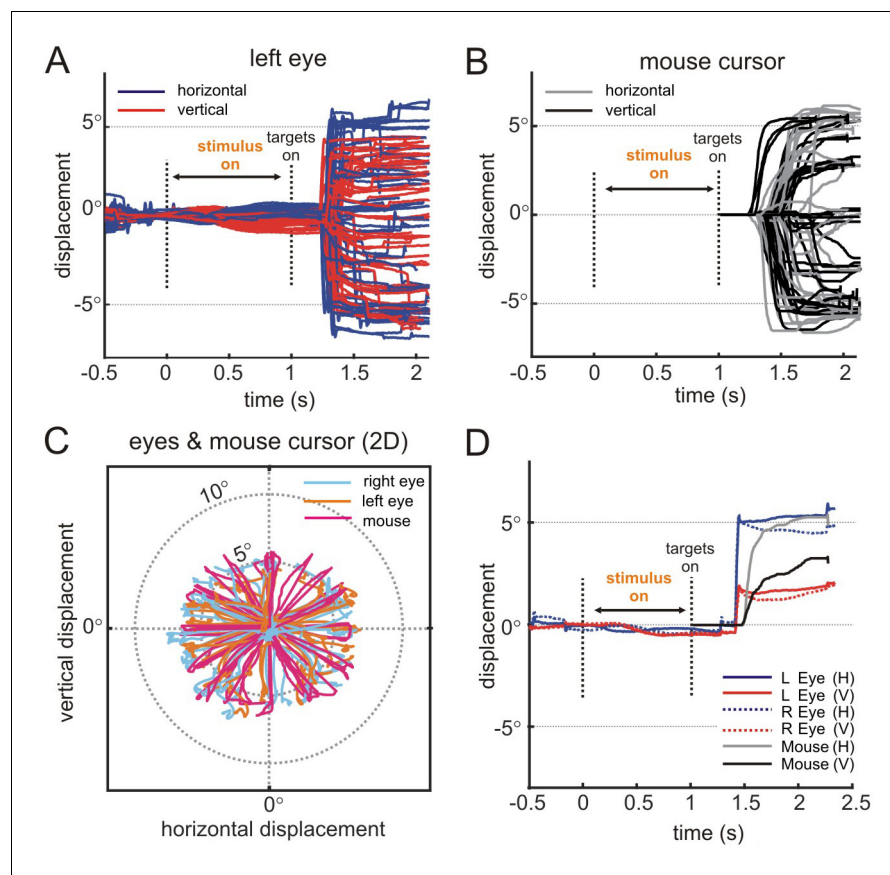 A
left eye
horizontal
vertical
5°
0°
-5°
displacement
stimulus
on
targets
on
-0.5
0
0.5
1
1.5
2
time (s)
B
mouse cursor
horizontal
vertical
5°
0°
-5°
displacement
stimulus
on
targets
on
-0.5
0
0.5
1
1.5
2
time (s)
C
eyes & mouse cursor (2D)
right eye
left eye
mouse
10°
5°
0°
vertical displacement
0°
horizontal displacement
D
5°
0°
-5°
displacement
stimulus
on
targets
on
L Eye (H)
L Eye (V)
R Eye (H)
R Eye (V)
Mouse (H)
Mouse (V)
-0.5
0
0.5
1
1.5
2
2.5
time (s)